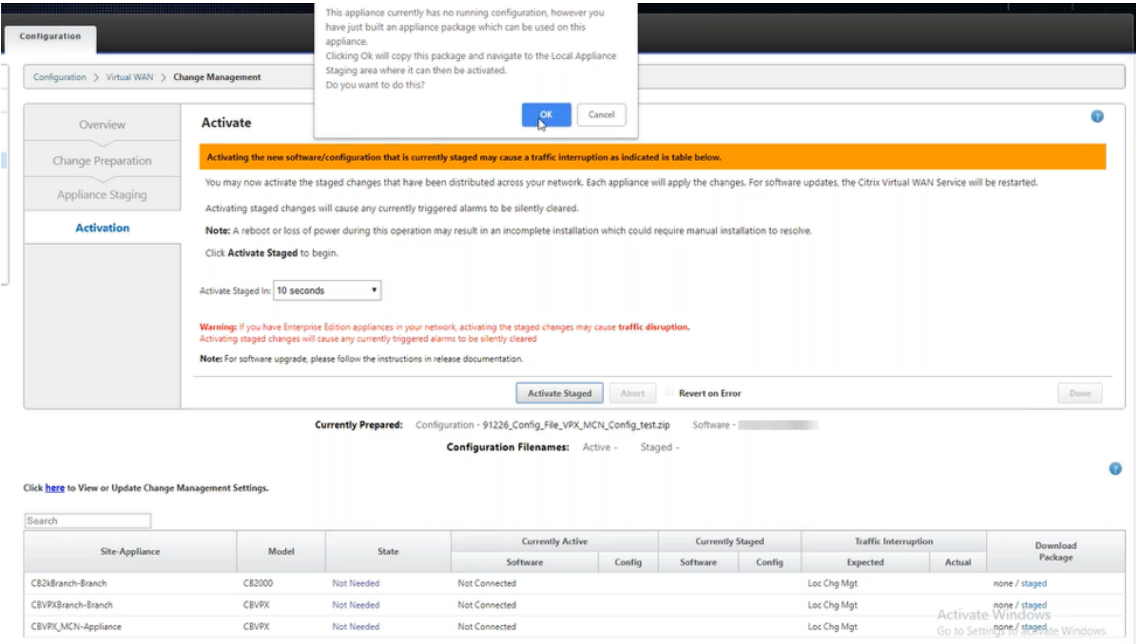 This appliance currently has no running configuration, however you
have just built an appliance package which can be used on this
appliance.
Clicking Ok will copy this package and navigate to the Local Appliance
Staging area where it can then be activated.
Do you want to do this?
OK Cancel
Configuration
Configuration > Virtual WAN > Change Management
Overview
Change Preparation
Appliance Staging
Activation
Activate
Activating the new software/configuration that is currently staged may cause a traffic interruption as indicated in table below.
You may now activate the staged changes that have been distributed across your network. Each appliance will apply the changes. For software updates, the Citrix Virtual WAN Service will be restarted.
Activating staged changes will cause any currently triggered alarms to be silently cleared.
Note: A reboot or loss of power during this operation may result in an incomplete installation which could require manual installation to resolve.
Click Activate Staged to begin.
Activate Staged In: 10 seconds
Warning: If you have Enterprise Edition appliances in your network, activating the staged changes may cause traffic disruption.
Activating staged changes will cause any currently triggered alarms to be silently cleared
Note: For software upgrade, please follow the instructions in release documentation.
Activate Staged Abort Revert on Error Done
Currently Prepared: Configuration - 91226_Config_File_VPX_MCN_Config_test.zip Software -
Configuration Filenames: Active - Staged -
Click here to View or Update Change Management Settings.
Search
Site-Appliance Model State Currently Active Currently Staged Traffic Interruption Download Package
Software Config Software Config Expected Actual
CB2kBranch-Branch CB2000 Not Needed Not Connected Loc Chg Mgt none / staged
CBVPXBranch-Branch CBVPX Not Needed Not Connected Loc Chg Mgt none / staged
CBVPX_MCN-Appliance CBVPX Not Needed Not Connected Loc Chg Mgt none / staged
Activate Windows
Go to Settings to activate Windows.